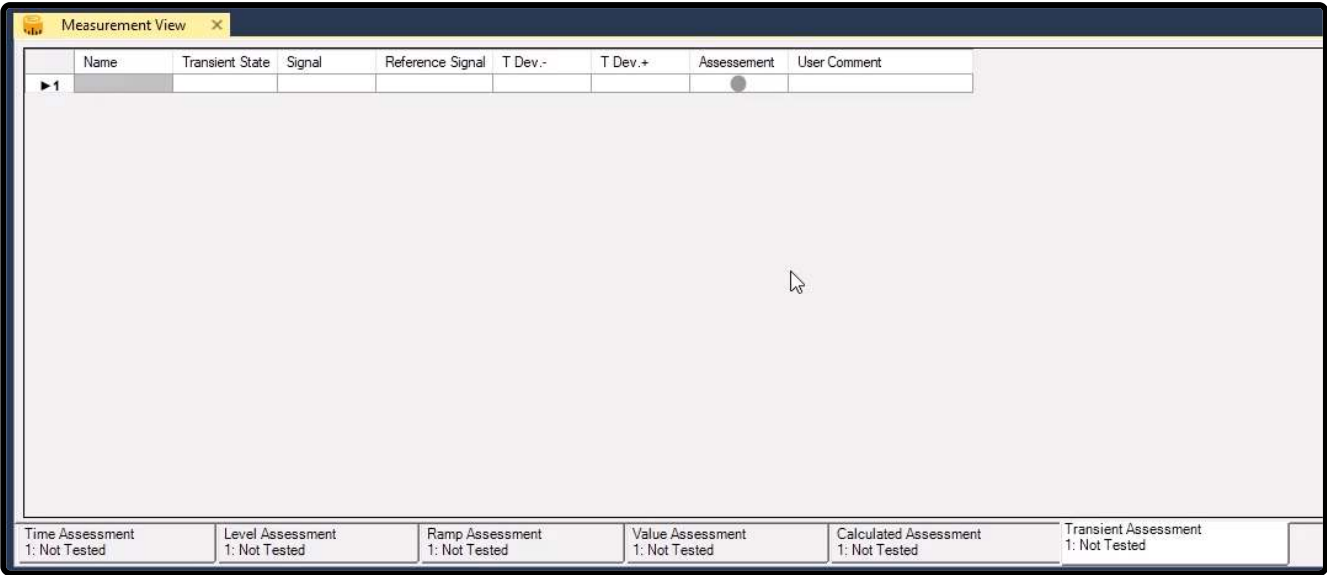 Measurement View
Name Transient State Signal Reference Signal T Dev.- T Dev.+ Assessement User Comment
1
Time Assessment
1: Not Tested
Level Assessment
1: Not Tested
Ramp Assessment
1: Not Tested
Value Assessment
1: Not Tested
Calculated Assessment
1: Not Tested
Transient Assessment
1: Not Tested